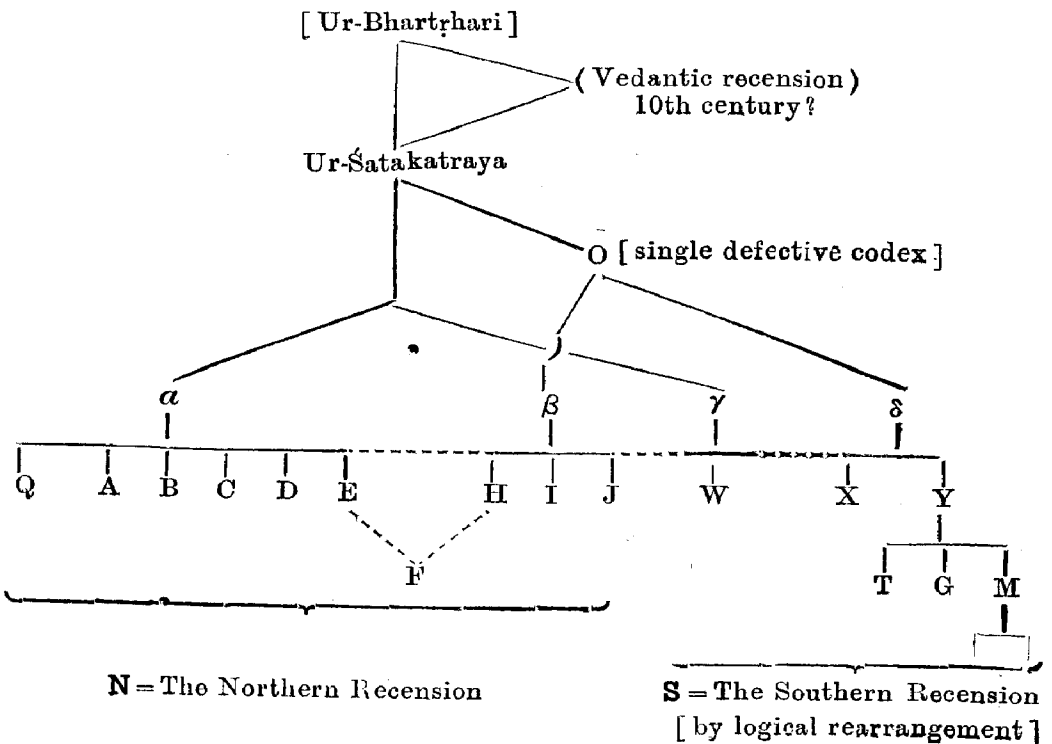 [ Ur-Bhartṛhari ]
( Vedantic recension )
10th century?
Ur-Śatakatraya
O [ single defective codex ]
α β γ δ
Q A B C D E H I J W X Y
F
T G M
N = The Northern Recension
S = The Southern Recension
[ by logical rearrangement ]